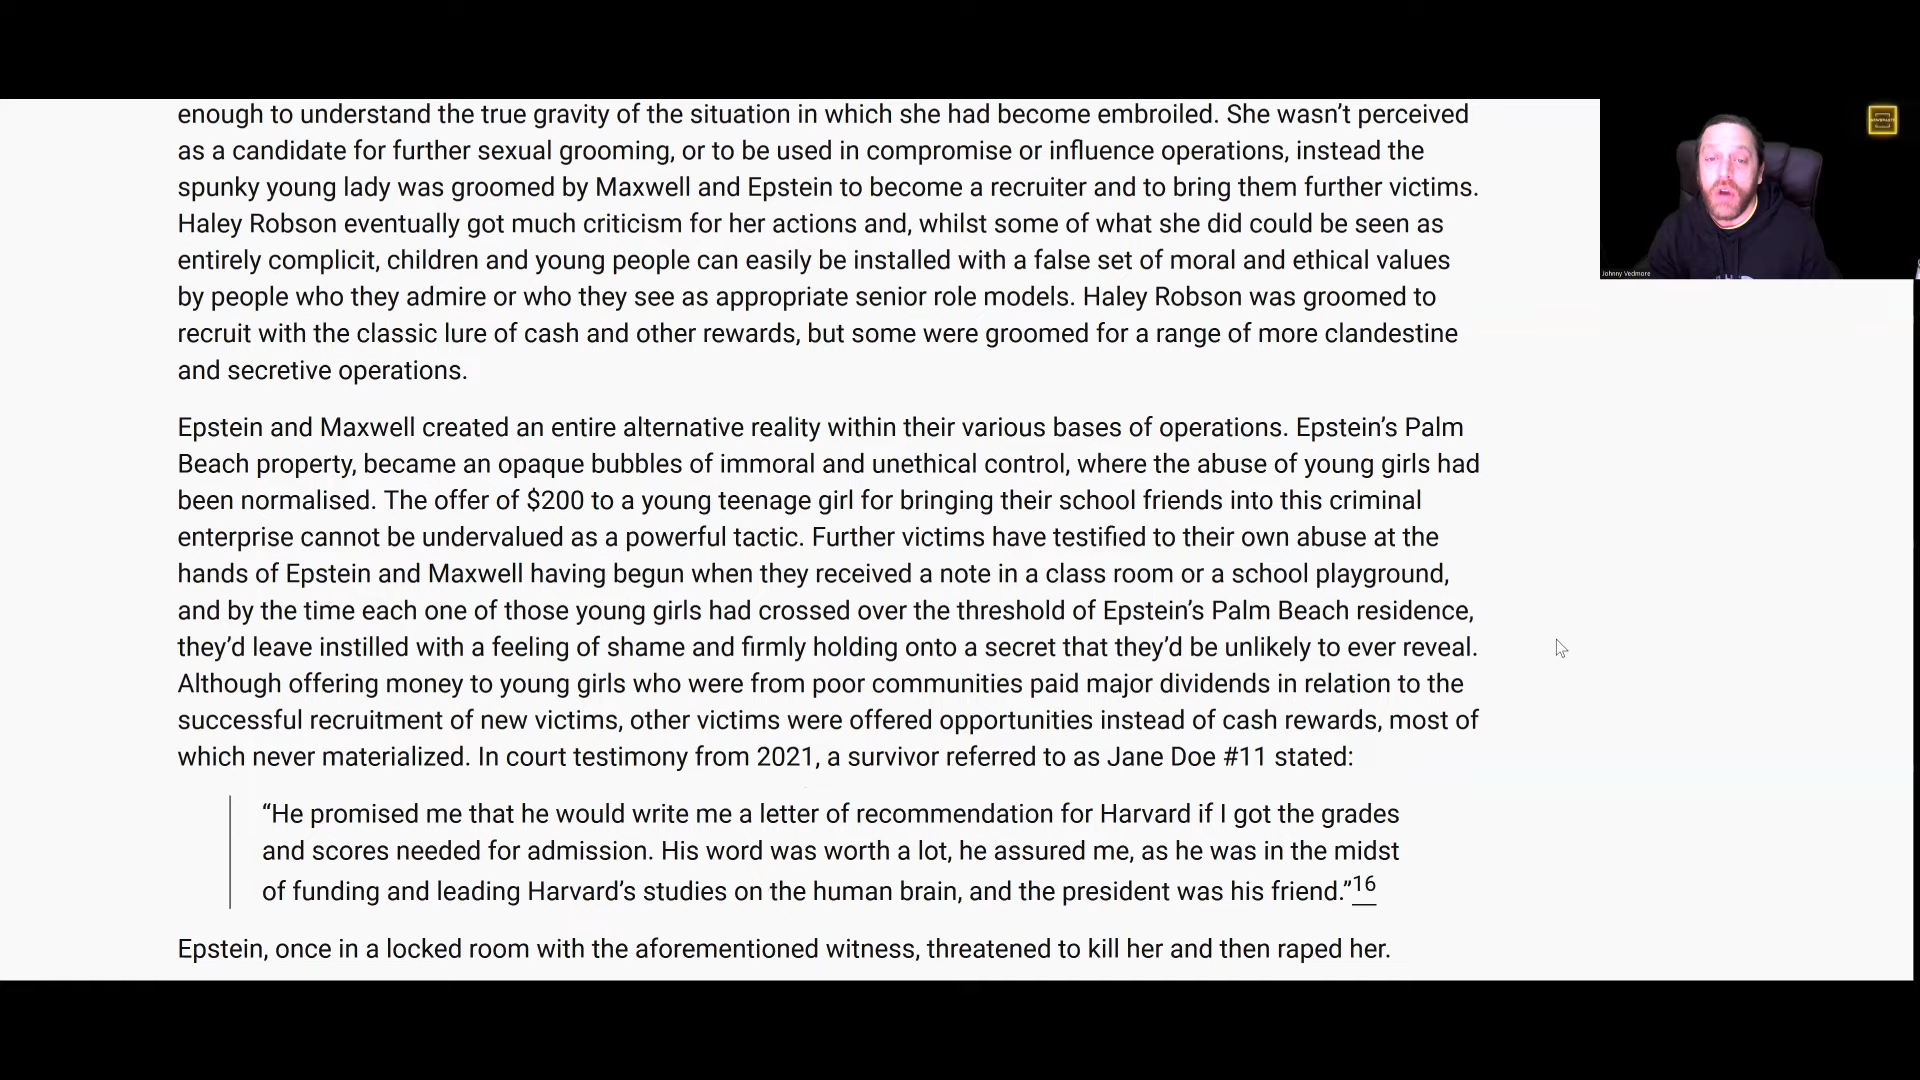 enough to understand the true gravity of the situation in which she had become embroiled. She wasn’t perceived
as a candidate for further sexual grooming, or to be used in compromise or influence operations, instead the
spunky young lady was groomed by Maxwell and Epstein to become a recruiter and to bring them further victims.
Haley Robson eventually got much criticism for her actions and, whilst some of what she did could be seen as
entirely complicit, children and young people can easily be installed with a false set of moral and ethical values
by people who they admire or who they see as appropriate senior role models. Haley Robson was groomed to
recruit with the classic lure of cash and other rewards, but some were groomed for a range of more clandestine
and secretive operations.
Epstein and Maxwell created an entire alternative reality within their various bases of operations. Epstein’s Palm
Beach property, became an opaque bubbles of immoral and unethical control, where the abuse of young girls had
been normalised. The offer of $200 to a young teenage girl for bringing their school friends into this criminal
enterprise cannot be undervalued as a powerful tactic. Further victims have testified to their own abuse at the
hands of Epstein and Maxwell having begun when they received a note in a class room or a school playground,
and by the time each one of those young girls had crossed over the threshold of Epstein’s Palm Beach residence,
they’d leave instilled with a feeling of shame and firmly holding onto a secret that they’d be unlikely to ever reveal.
Although offering money to young girls who were from poor communities paid major dividends in relation to the
successful recruitment of new victims, other victims were offered opportunities instead of cash rewards, most of
which never materialized. In court testimony from 2021, a survivor referred to as Jane Doe #11 stated:
“He promised me that he would write me a letter of recommendation for Harvard if I got the grades
and scores needed for admission. His word was worth a lot, he assured me, as he was in the midst
of funding and leading Harvard’s studies on the human brain, and the president was his friend.”16
Epstein, once in a locked room with the aforementioned witness, threatened to kill her and then raped her.
Johnny Vedmore